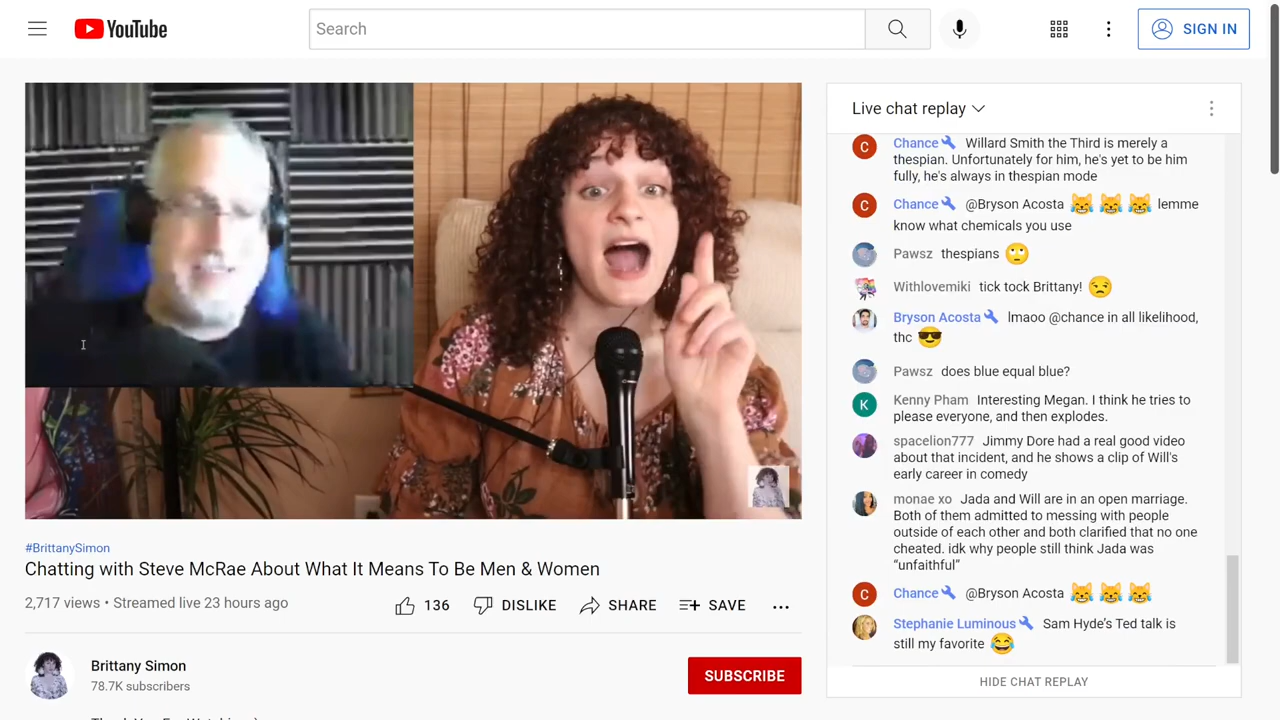 YouTube
Search
SIGN IN
Live chat replay
C Chance Willard Smith the Third is merely a
thespian. Unfortunately for him, he's yet to be him
fully, he's always in thespian mode
C Chance @Bryson Acosta 😹 😹 😹 lemme
know what chemicals you use
Pawsz thespians 🙄
Withlovemiki tick tock Brittany! 😒
Bryson Acosta lmaoo @chance in all likelihood,
thc 😎
Pawsz does blue equal blue?
K Kenny Pham Interesting Megan. I think he tries to
please everyone, and then explodes.
spacelion777 Jimmy Dore had a real good video
about that incident, and he shows a clip of Will's
early career in comedy
monae xo Jada and Will are in an open marriage.
Both of them admitted to messing with people
outside of each other and both clarified that no one
cheated. idk why people still think Jada was
“unfaithful”
C Chance @Bryson Acosta 😹 😹 😹
Stephanie Luminous Sam Hyde's Ted talk is
still my favorite 😂
HIDE CHAT REPLAY
#BrittanySimon
Chatting with Steve McRae About What It Means To Be Men & Women
2,717 views • Streamed live 23 hours ago
136 DISLIKE SHARE SAVE ...
Brittany Simon
78.7K subscribers
SUBSCRIBE